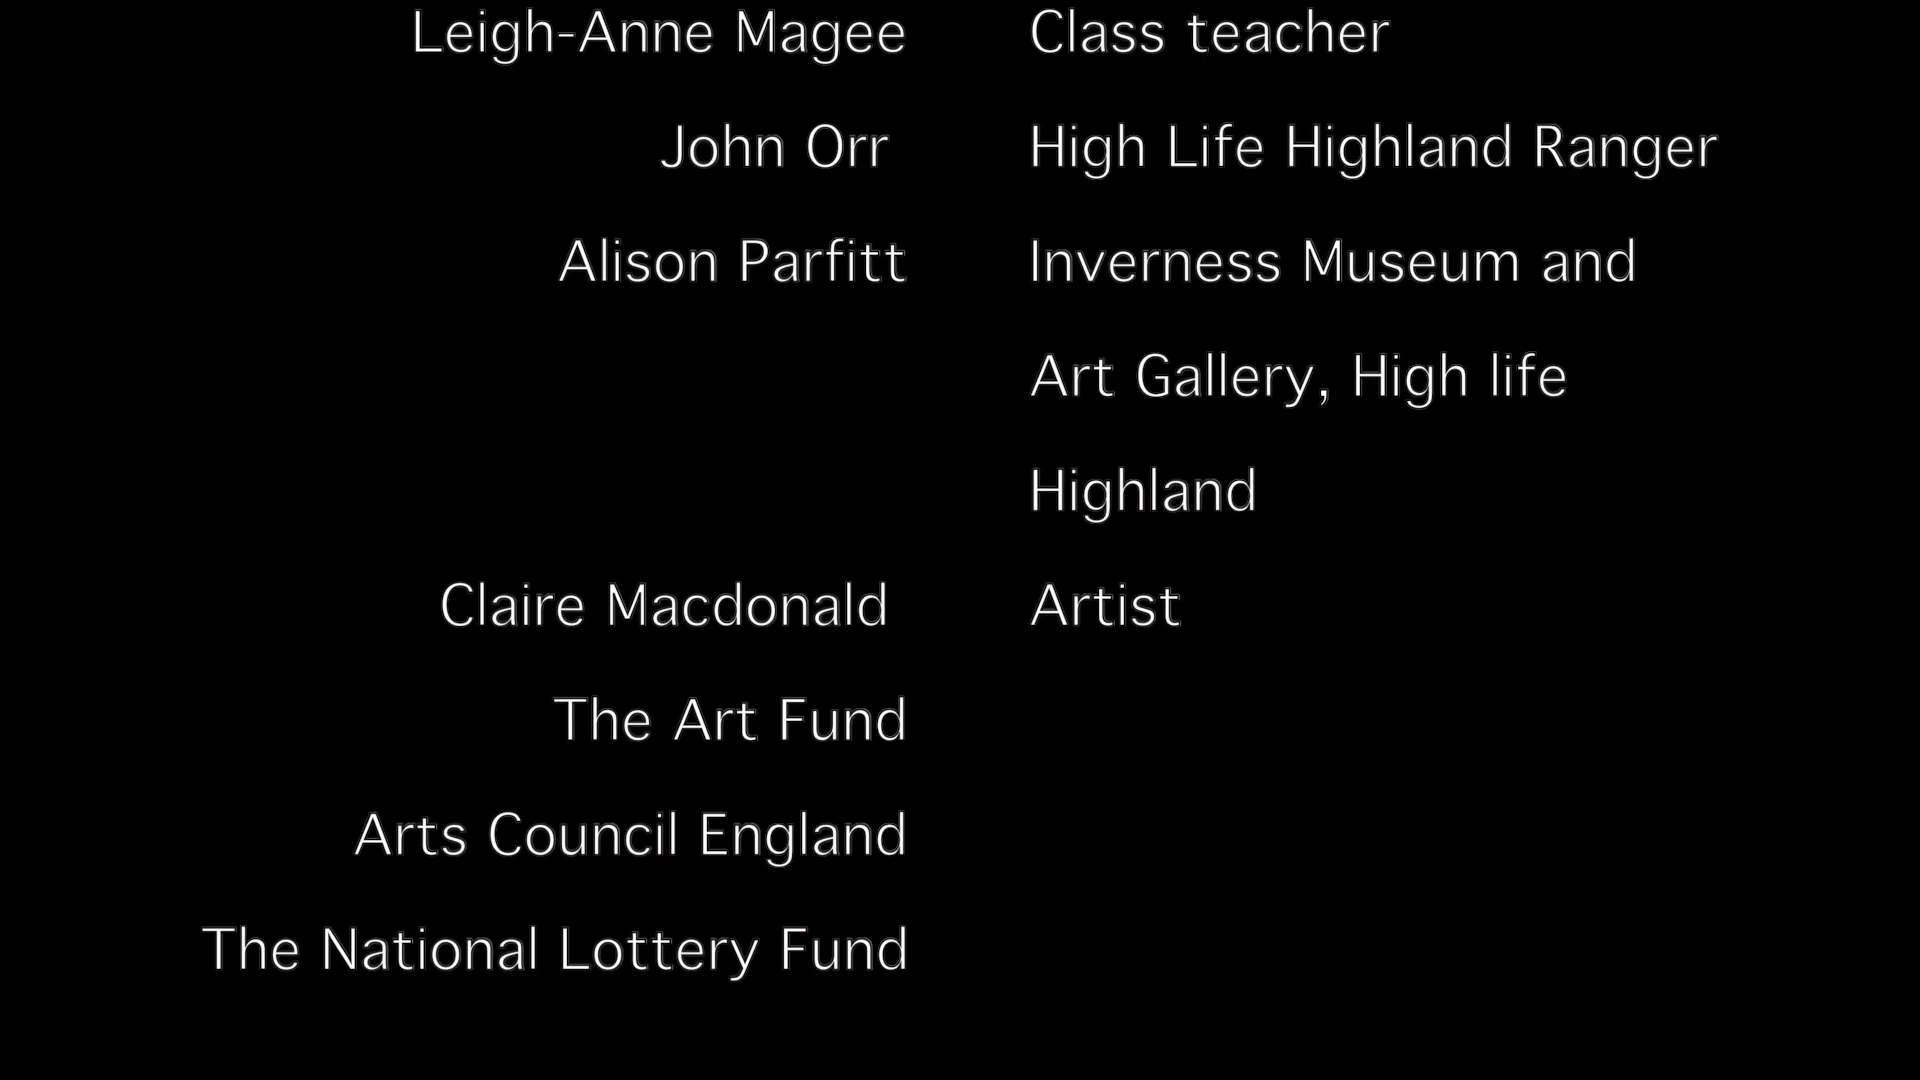 Leigh-Anne Magee Class teacher
John Orr High Life Highland Ranger
Alison Parfitt Inverness Museum and
Art Gallery, High life
Highland
Claire Macdonald Artist
The Art Fund
Arts Council England
The National Lottery Fund